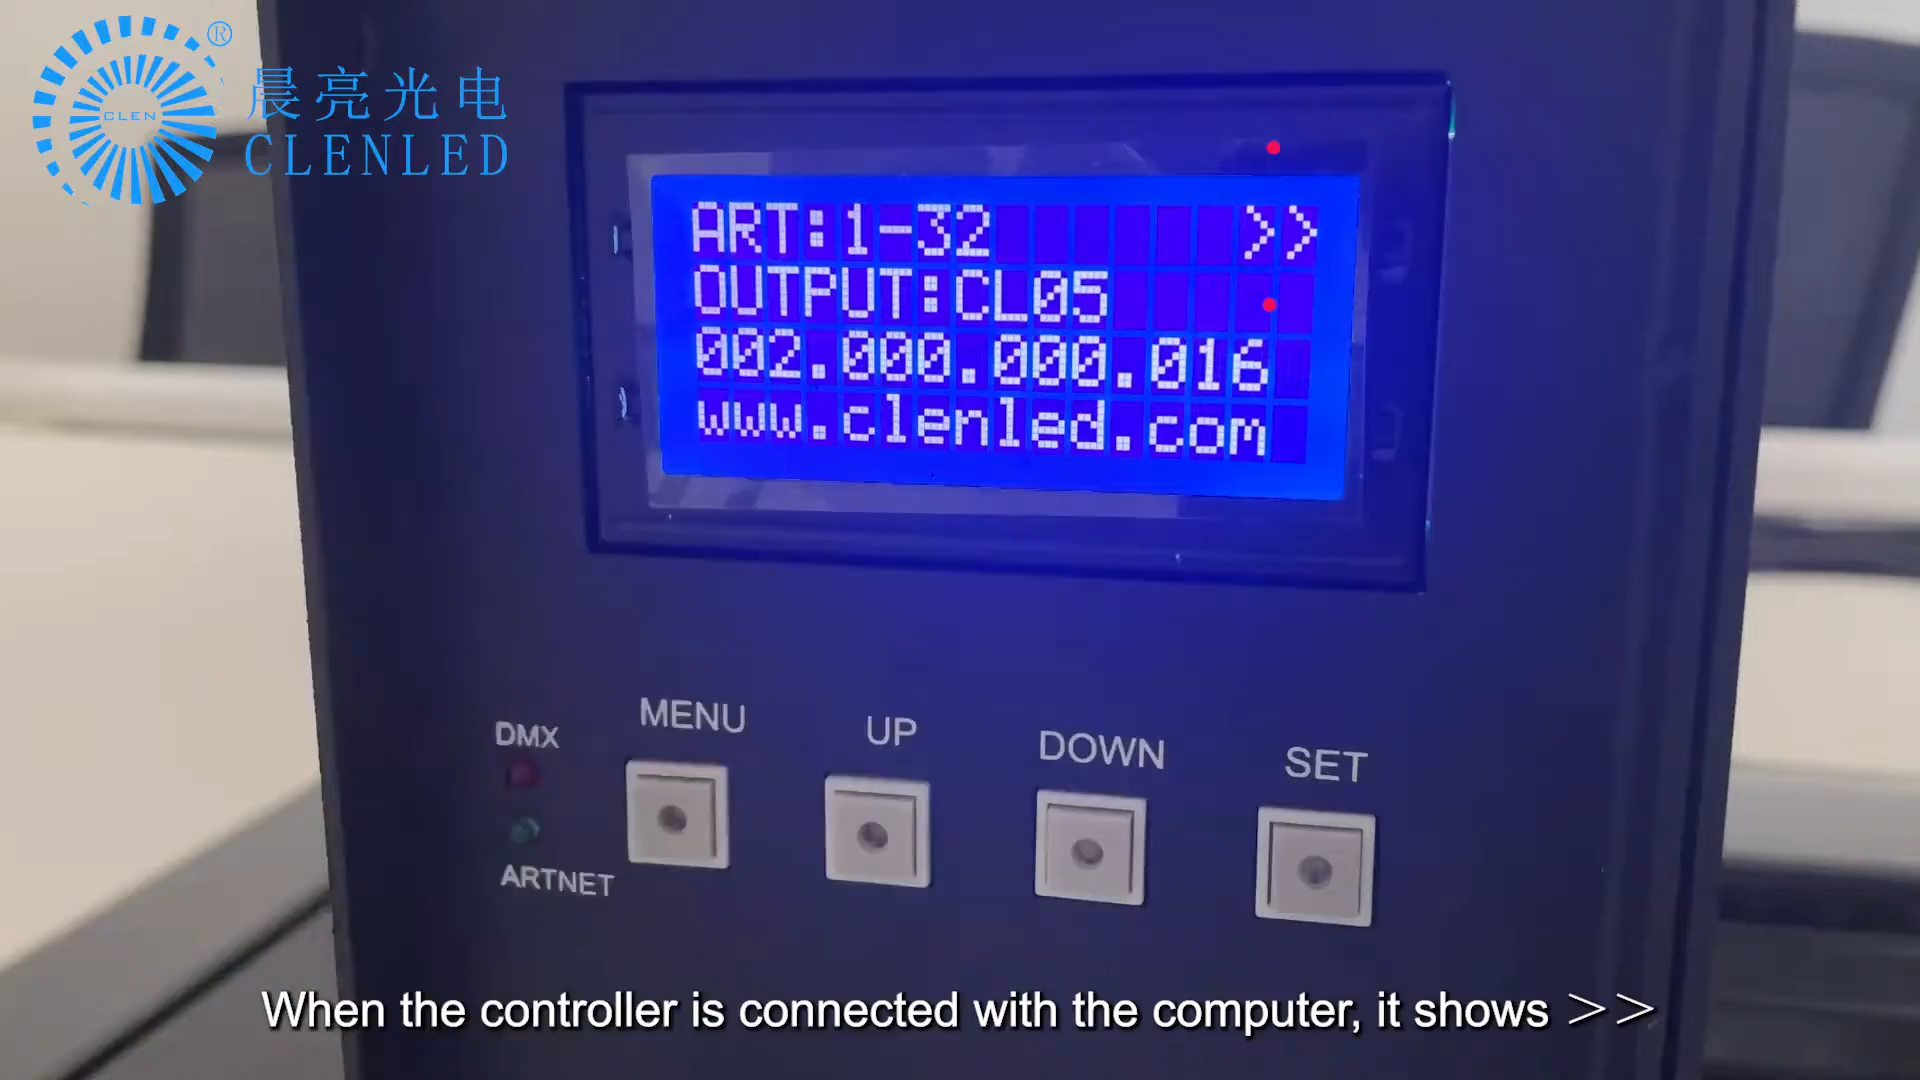 CLEN
®
晨亮光电
CLENLED
ART:1-32 >>
OUTPUT:CL05
002.000.000.016
www.clenled.com
MENU
UP
DOWN
SET
DMX
ARTNET
When the controller is connected with the computer, it shows >>